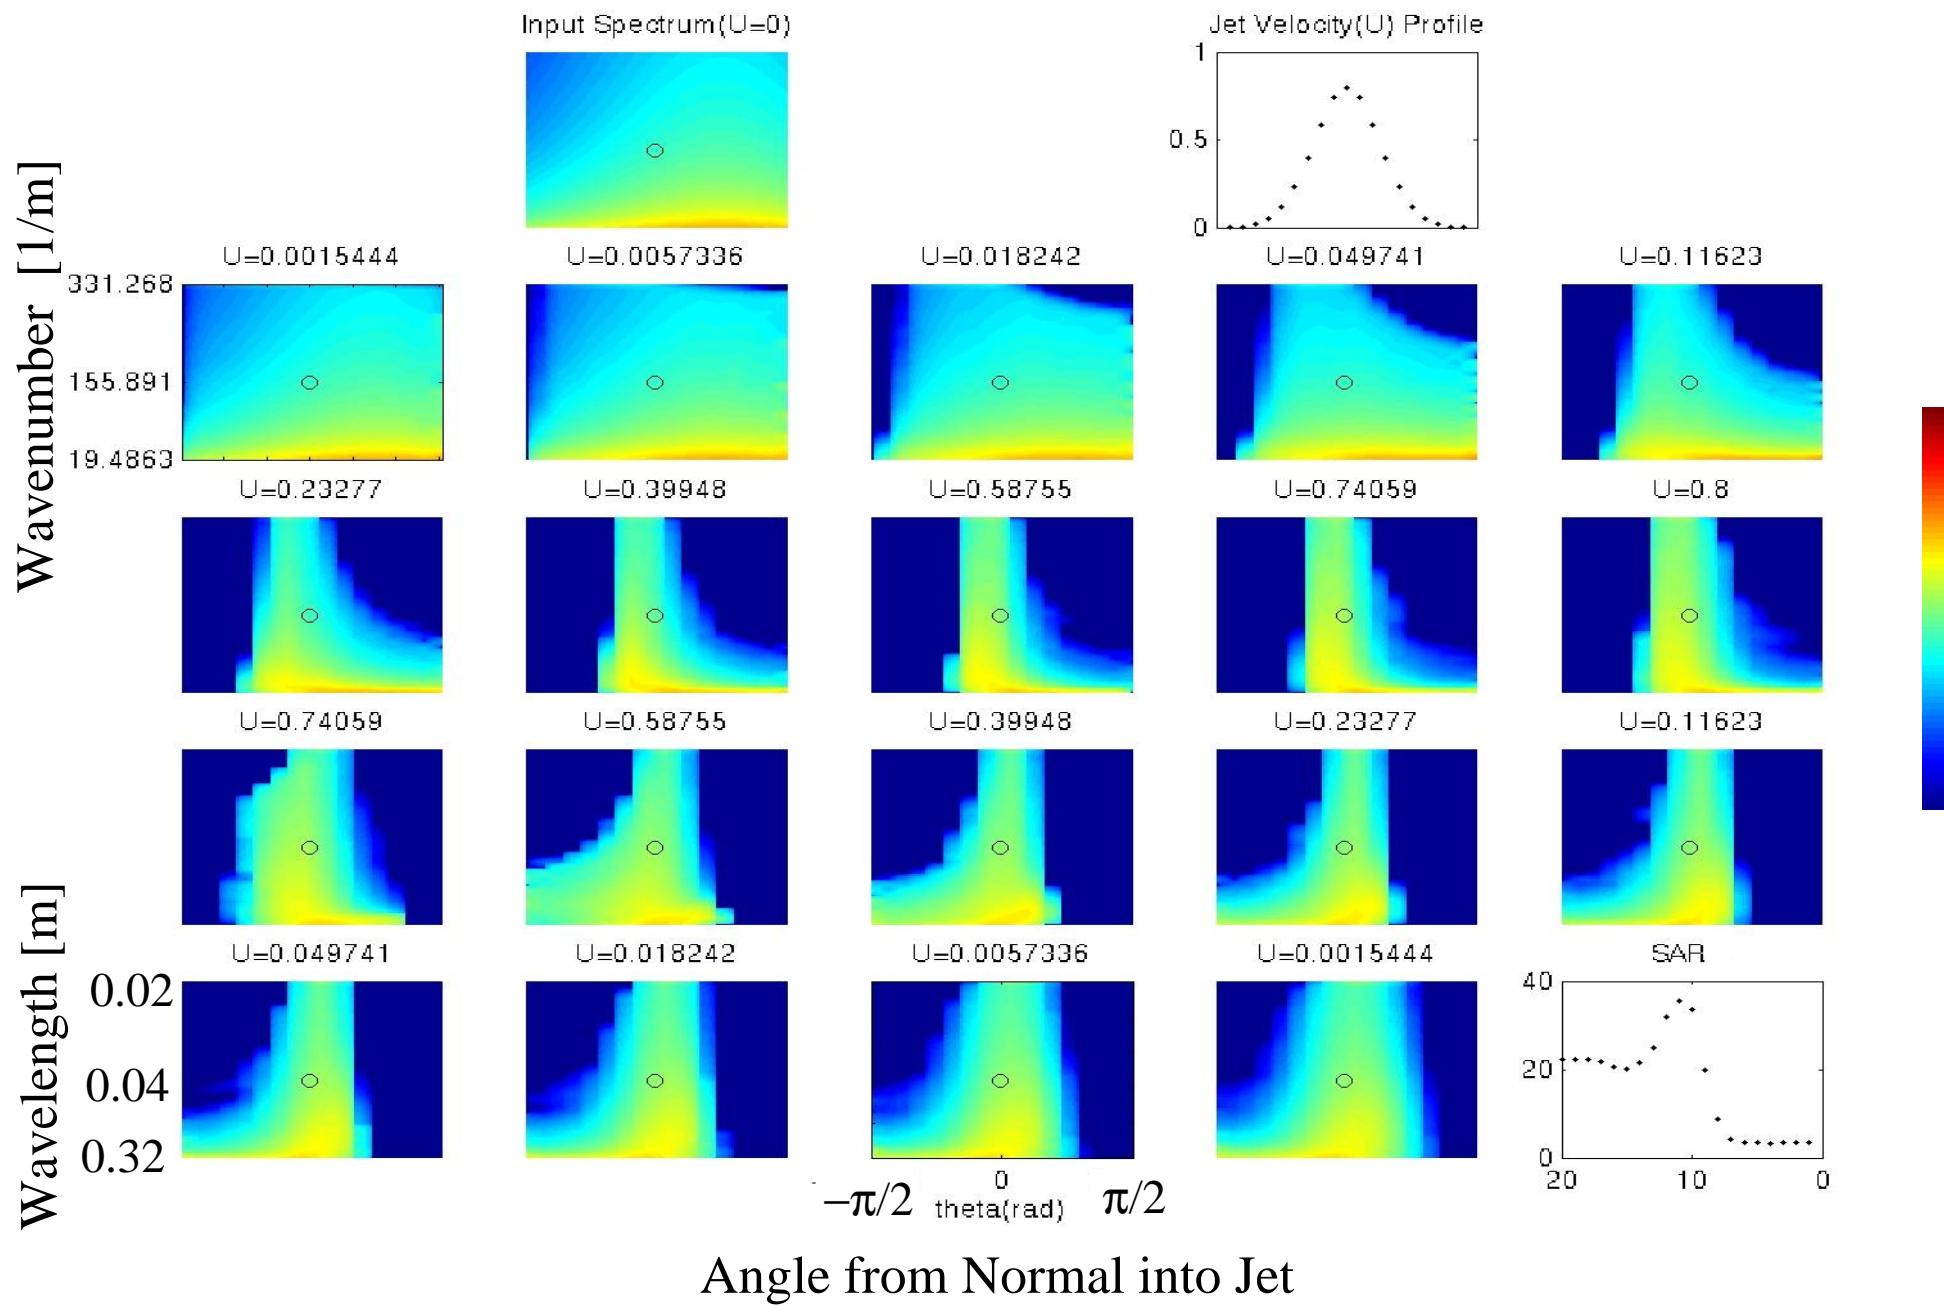 Input Spectrum(U=0)
Jet Velocity(U) Profile
1
0.5
0
Wavenumber [1/m]
U=0.0015444
U=0.0057336
U=0.018242
U=0.049741
U=0.11623
331.268
155.891
19.4863
U=0.23277
U=0.39948
U=0.58755
U=0.74059
U=0.8
U=0.74059
U=0.58755
U=0.39948
U=0.23277
U=0.11623
Wavelength [m]
U=0.049741
U=0.018242
U=0.0057336
U=0.0015444
SAR
0.02
0.04
0.32
40
20
0
20
10
0
−π/2
0
π/2
theta(rad)
Angle from Normal into Jet